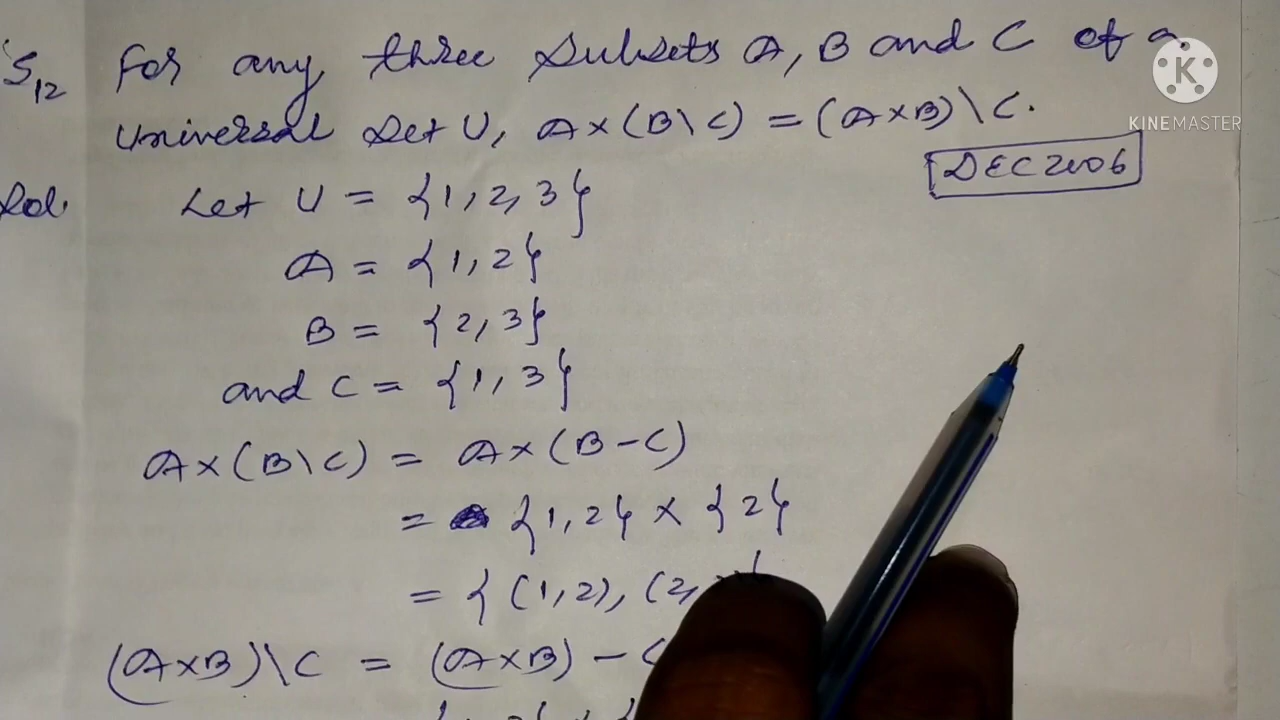 S12 For any three subsets A, B and C of a
universal set U, A×(B\C) = (A×B)\C.
DEC 2006
Sol. Let U = {1, 2, 3}
A = {1, 2}
B = {2, 3}
and C = {1, 3}
A×(B\C) = A×(B−C)
= {1, 2} × {2}
= {(1,2), (2,
(A×B)\C = (A×B) − C
K
KINEMASTER